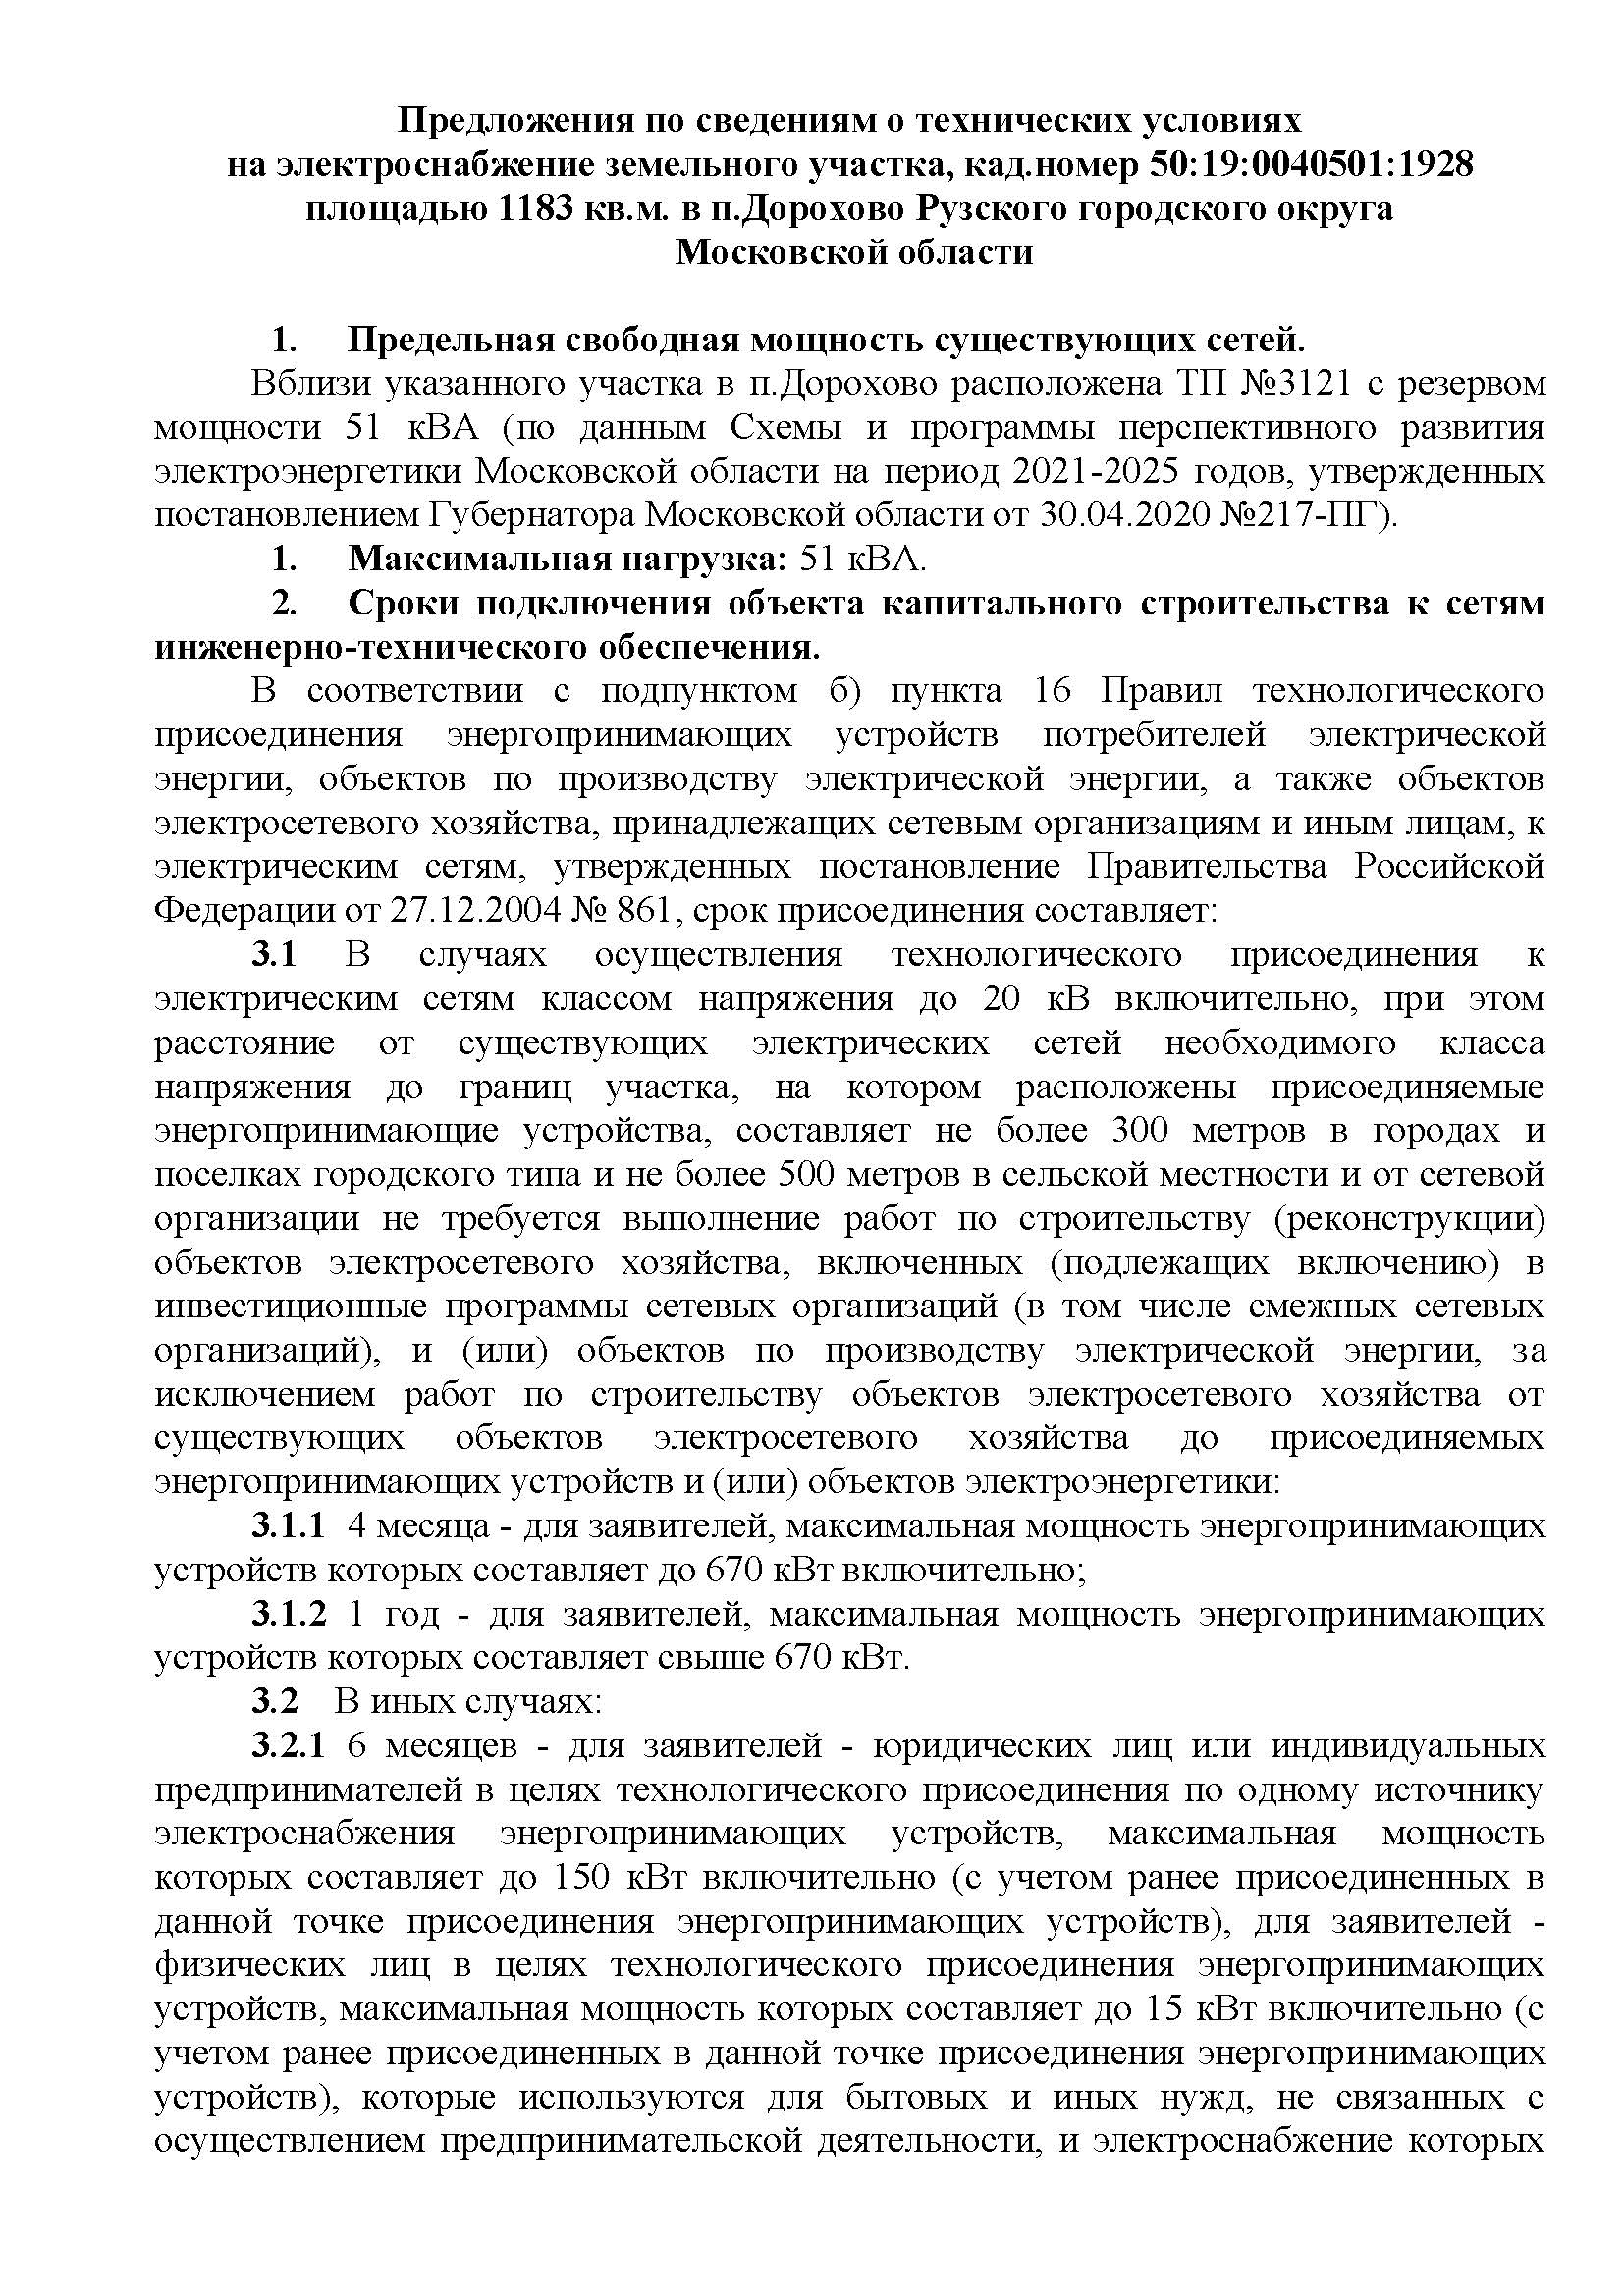 Предложения по сведениям о технических условиях
на электроснабжение земельного участка, кад.номер 50:19:0040501:1928
площадью 1183 кв.м. в п.Дорохово Рузского городского округа
Московской области
1. Предельная свободная мощность существующих сетей.
Вблизи указанного участка в п.Дорохово расположена ТП №3121 с резервом
мощности 51 кВА (по данным Схемы и программы перспективного развития
электроэнергетики Московской области на период 2021-2025 годов, утвержденных
постановлением Губернатора Московской области от 30.04.2020 №217-ПГ).
1. Максимальная нагрузка: 51 кВА.
2. Сроки подключения объекта капитального строительства к сетям
инженерно-технического обеспечения.
В соответствии с подпунктом б) пункта 16 Правил технологического
присоединения энергопринимающих устройств потребителей электрической
энергии, объектов по производству электрической энергии, а также объектов
электросетевого хозяйства, принадлежащих сетевым организациям и иным лицам, к
электрическим сетям, утвержденных постановление Правительства Российской
Федерации от 27.12.2004 № 861, срок присоединения составляет:
3.1 В случаях осуществления технологического присоединения к
электрическим сетям классом напряжения до 20 кВ включительно, при этом
расстояние от существующих электрических сетей необходимого класса
напряжения до границ участка, на котором расположены присоединяемые
энергопринимающие устройства, составляет не более 300 метров в городах и
поселках городского типа и не более 500 метров в сельской местности и от сетевой
организации не требуется выполнение работ по строительству (реконструкции)
объектов электросетевого хозяйства, включенных (подлежащих включению) в
инвестиционные программы сетевых организаций (в том числе смежных сетевых
организаций), и (или) объектов по производству электрической энергии, за
исключением работ по строительству объектов электросетевого хозяйства от
существующих объектов электросетевого хозяйства до присоединяемых
энергопринимающих устройств и (или) объектов электроэнергетики:
3.1.1 4 месяца - для заявителей, максимальная мощность энергопринимающих
устройств которых составляет до 670 кВт включительно;
3.1.2 1 год - для заявителей, максимальная мощность энергопринимающих
устройств которых составляет свыше 670 кВт.
3.2 В иных случаях:
3.2.1 6 месяцев - для заявителей - юридических лиц или индивидуальных
предпринимателей в целях технологического присоединения по одному источнику
электроснабжения энергопринимающих устройств, максимальная мощность
которых составляет до 150 кВт включительно (с учетом ранее присоединенных в
данной точке присоединения энергопринимающих устройств), для заявителей -
физических лиц в целях технологического присоединения энергопринимающих
устройств, максимальная мощность которых составляет до 15 кВт включительно (с
учетом ранее присоединенных в данной точке присоединения энергопринимающих
устройств), которые используются для бытовых и иных нужд, не связанных с
осуществлением предпринимательской деятельности, и электроснабжение которых